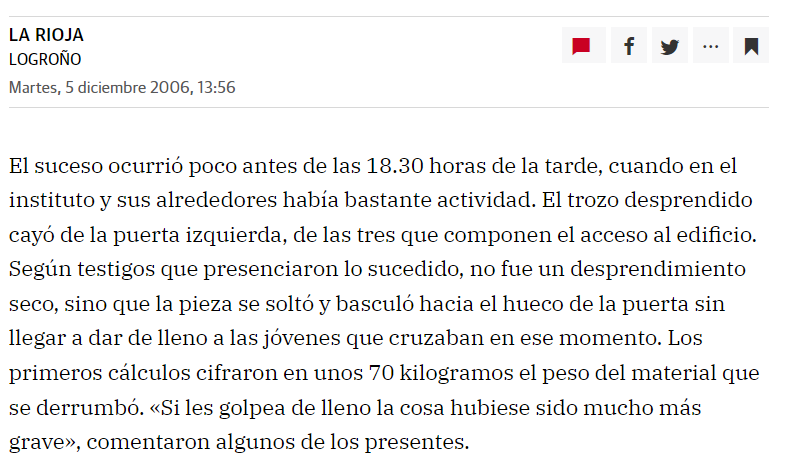 LA RIOJA
LOGROÑO
Martes, 5 diciembre 2006, 13:56
El suceso ocurrió poco antes de las 18.30 horas de la tarde, cuando en el
instituto y sus alrededores había bastante actividad. El trozo desprendido
cayó de la puerta izquierda, de las tres que componen el acceso al edificio.
Según testigos que presenciaron lo sucedido, no fue un desprendimiento
seco, sino que la pieza se soltó y basculó hacia el hueco de la puerta sin
llegar a dar de lleno a las jóvenes que cruzaban en ese momento. Los
primeros cálculos cifraron en unos 70 kilogramos el peso del material que
se derrumbó. «Si les golpea de lleno la cosa hubiese sido mucho más
grave», comentaron algunos de los presentes.